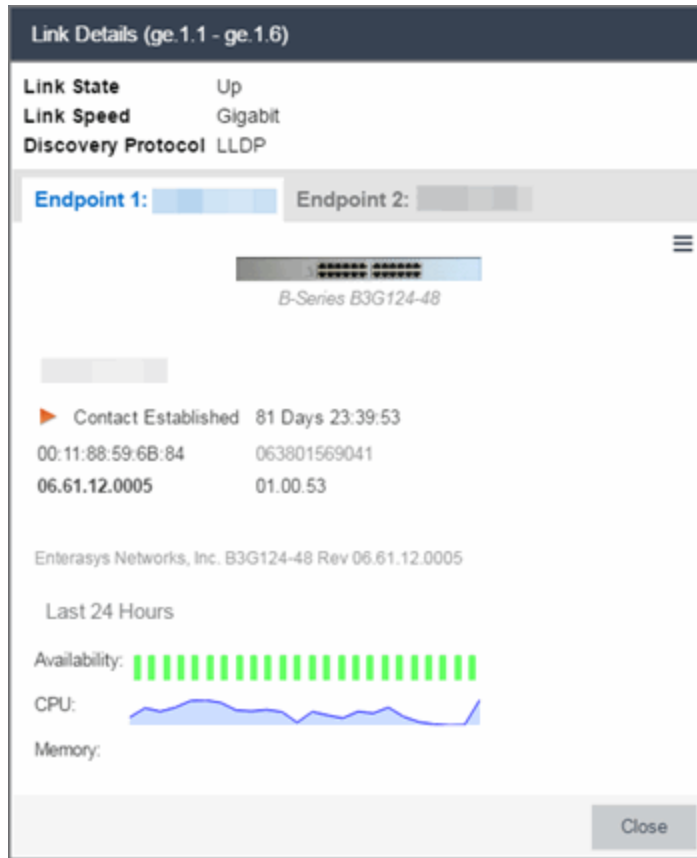 Link Details (ge.1.1 - ge.1.6)
Link State Up
Link Speed Gigabit
Discovery Protocol LLDP
Endpoint 1: Endpoint 2:
B-Series B3G124-48
Contact Established 81 Days 23:39:53
00:11:88:59:6B:84 063801569041
06.61.12.0005 01.00.53
Enterasys Networks, Inc. B3G124-48 Rev 06.61.12.0005
Last 24 Hours
Availability:
CPU:
Memory:
Close